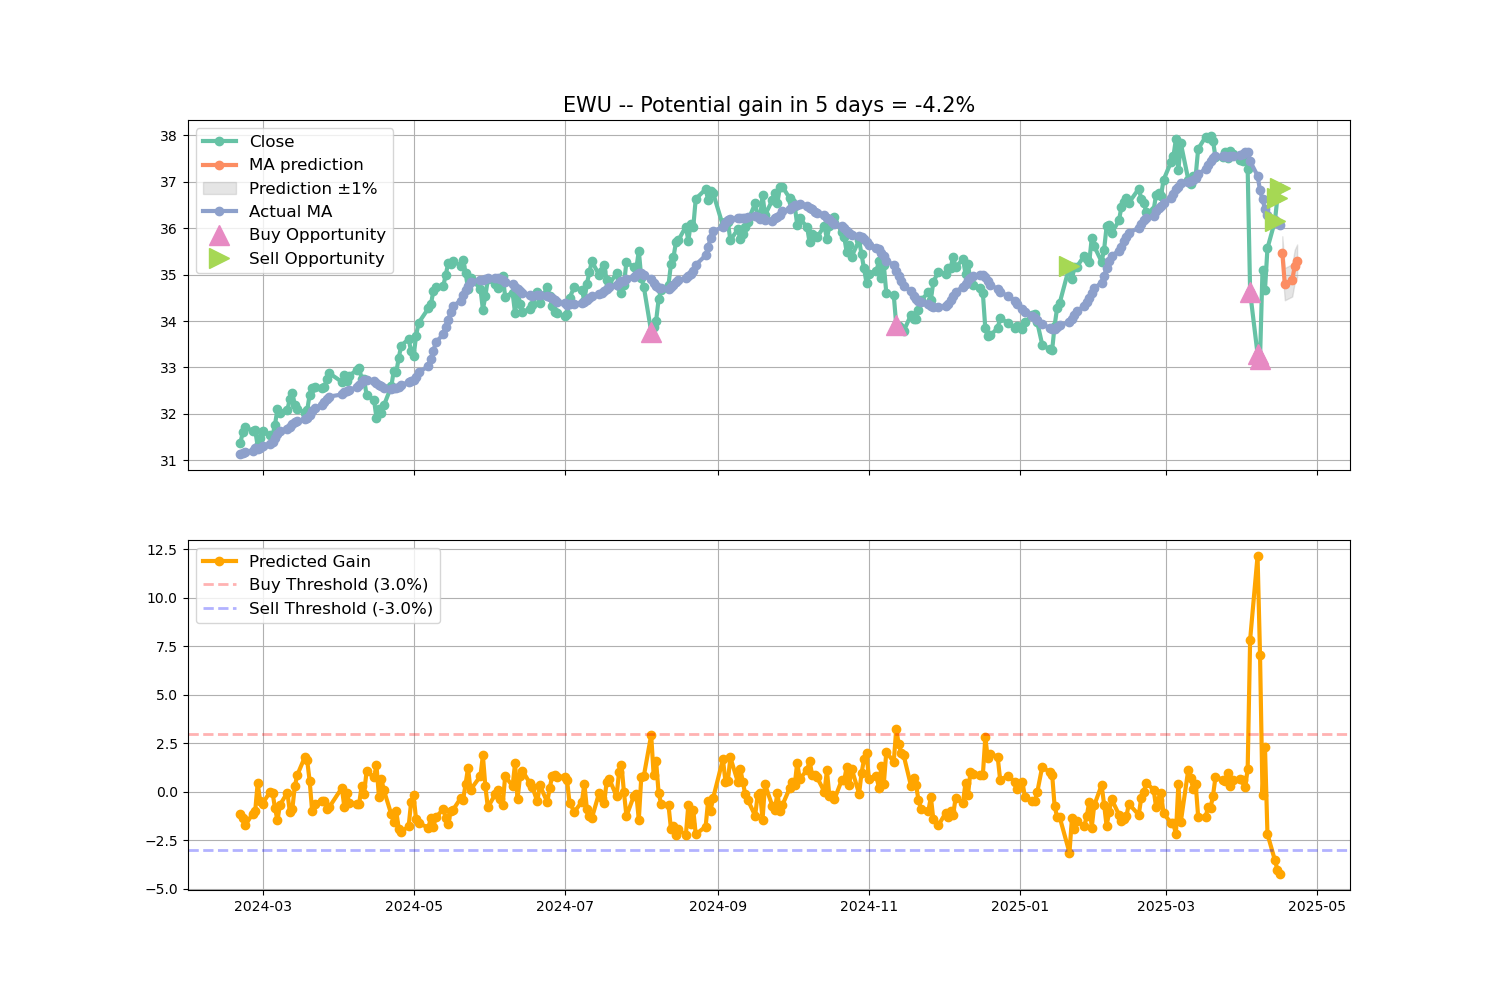 EWU -- Potential gain in 5 days = -4.2%
38
37
36
35
34
33
32
31
Close
MA prediction
Prediction ±1%
Actual MA
Buy Opportunity
Sell Opportunity
12.5
10.0
7.5
5.0
2.5
0.0
−2.5
−5.0
Predicted Gain
Buy Threshold (3.0%)
Sell Threshold (-3.0%)
2024-03 2024-05 2024-07 2024-09 2024-11 2025-01 2025-03 2025-05